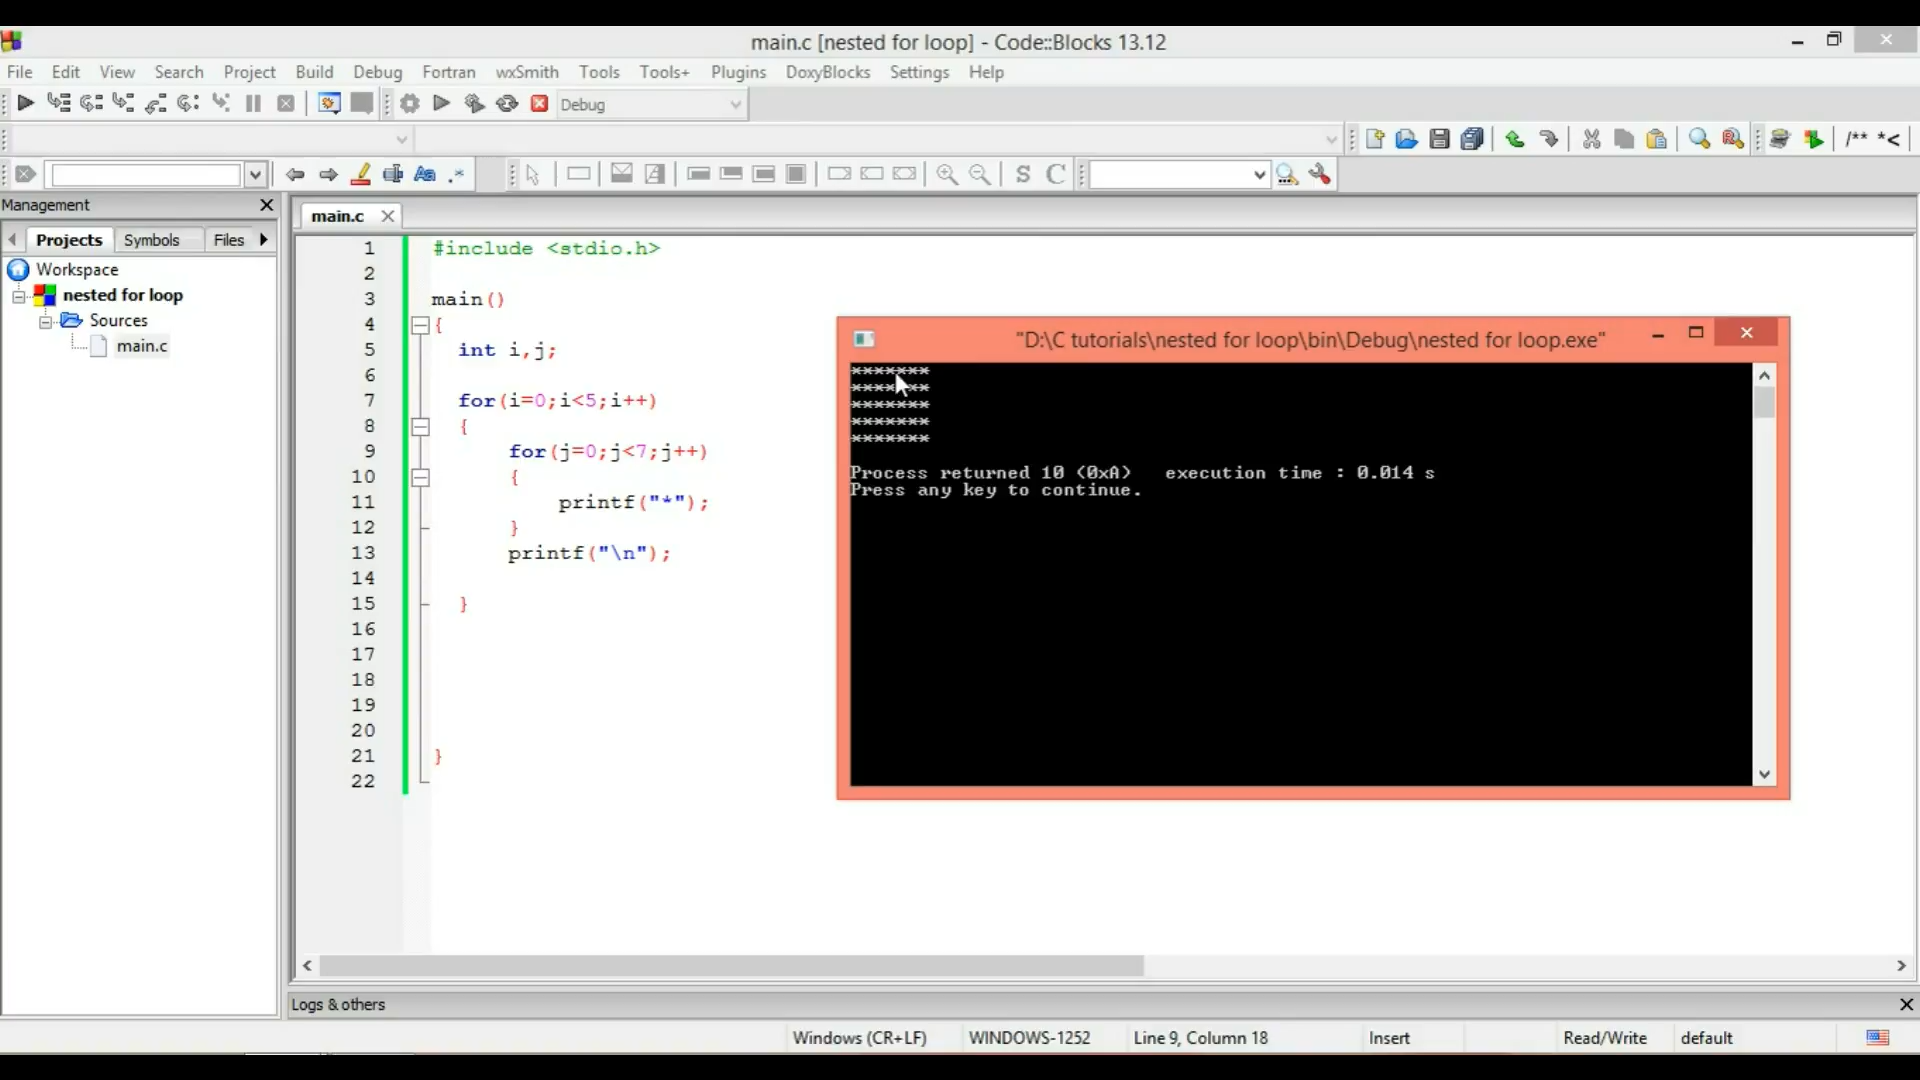 main.c [nested for loop] - Code::Blocks 13.12
File Edit View Search Project Build Debug Fortran wxSmith Tools Tools+ Plugins DoxyBlocks Settings Help
Debug
/** *<
S C
Management
main.c
Projects Symbols Files
Workspace
nested for loop
Sources
main.c
1 #include <stdio.h>
2
3 main()
4 {
5 int i,j;
6
7 for(i=0;i<5;i++)
8 {
9 for(j=0;j<7;j++)
10 {
11 printf("*");
12 }
13 printf("\n");
14
15 }
16
17
18
19
20
21 }
22
"D:\C tutorials\nested for loop\bin\Debug\nested for loop.exe"
*******
*******
*******
*******
*******
Process returned 10 (0xA)   execution time : 0.014 s
Press any key to continue.
Logs & others
Windows (CR+LF) WINDOWS-1252 Line 9, Column 18 Insert Read/Write default